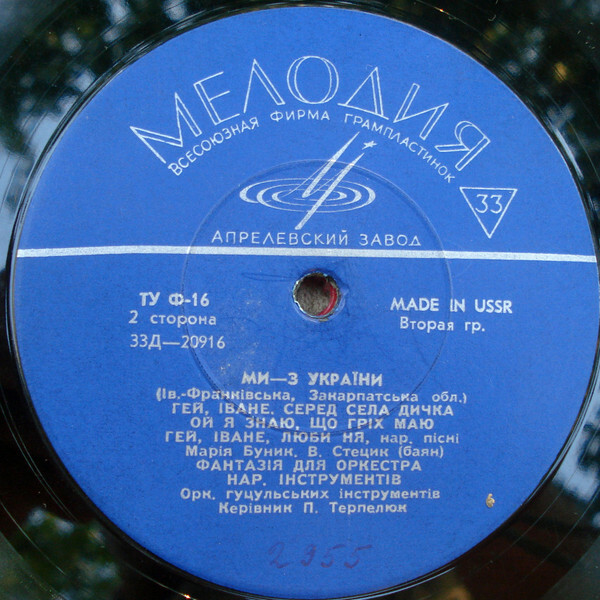 МЕЛОДИЯ
ВСЕСОЮЗНАЯ ФИРМА ГРАМПЛАСТИНОК
33
АПРЕЛЕВСКИЙ ЗАВОД
ТУ Ф-16
MADE IN USSR
2 сторона
Вторая гр.
33Д—20916
МИ—З УКРАЇНИ
(Ів.-Франківська, Закарпатська обл.)
ГЕЙ, ІВАНЕ, СЕРЕД СЕЛА ДИЧКА
ОЙ Я ЗНАЮ, ЩО ГРІХ МАЮ
ГЕЙ, ІВАНЕ, ЛЮБИ НЯ, нар. пісні
Марія Буник, В. Стецик (баян)
ФАНТАЗІЯ ДЛЯ ОРКЕСТРА
НАР. ІНСТРУМЕНТІВ
Орк. гуцульських інструментів
Керівник П. Терпелюк
2955